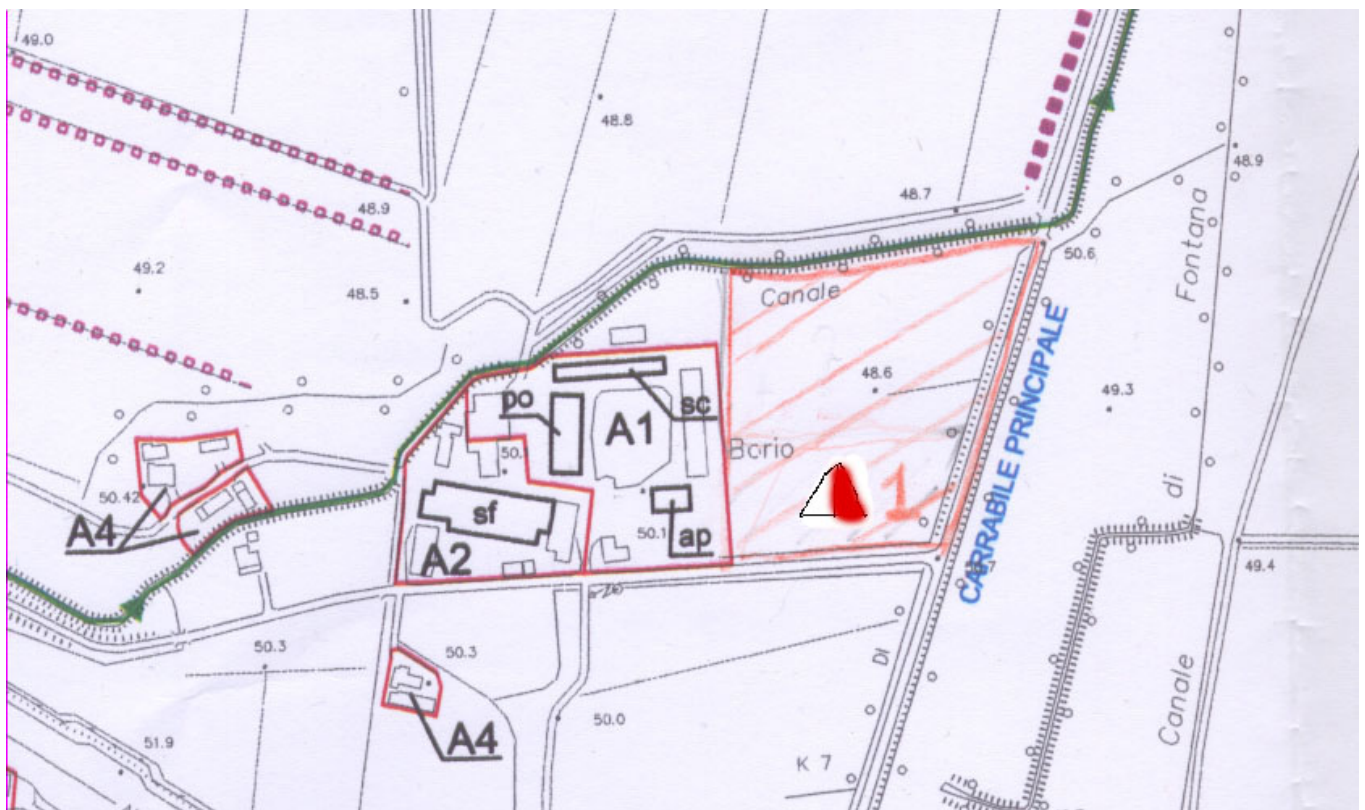 49.0
48.8
48.9
48.9
48.7
49.2
48.5
50.6
Fontana
Canale
48.6
49.3
CARRABILE PRINCIPALE
po
sc
A1
Borio
50.42
A4
sf
di
1
50.1
ap
A2
49.4
50.3
50.3
DI
A4
50.0
Canale
51.9
K 7